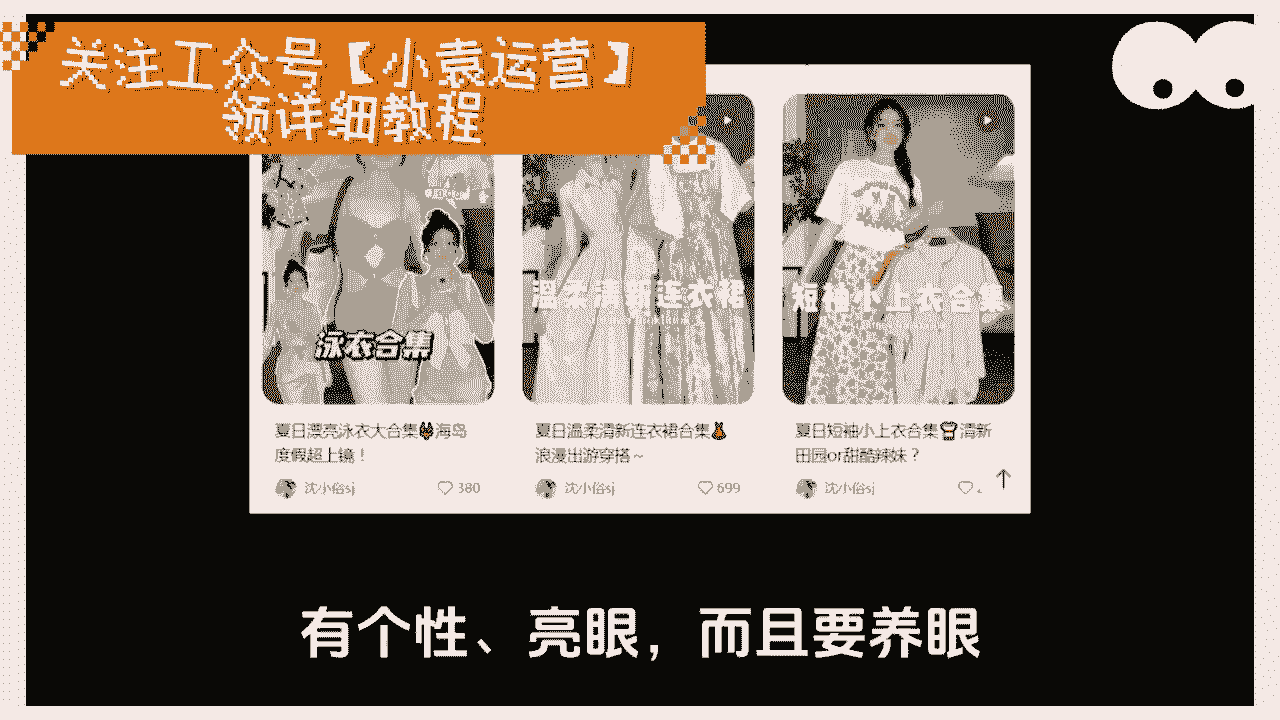 关注工众号【小袁运营】
领详细教程
泳衣合集
温柔清新连衣裙
短袖小上衣合集
夏日漂亮泳衣大合集👙海岛
度假超上镜！
沈小俗sj
380
夏日温柔清新连衣裙合集👗
浪漫出游穿搭～
沈小俗sj
699
夏日短袖小上衣合集👚清新
田园or甜酷辣妹？
沈小俗sj
有个性、亮眼，而且要养眼